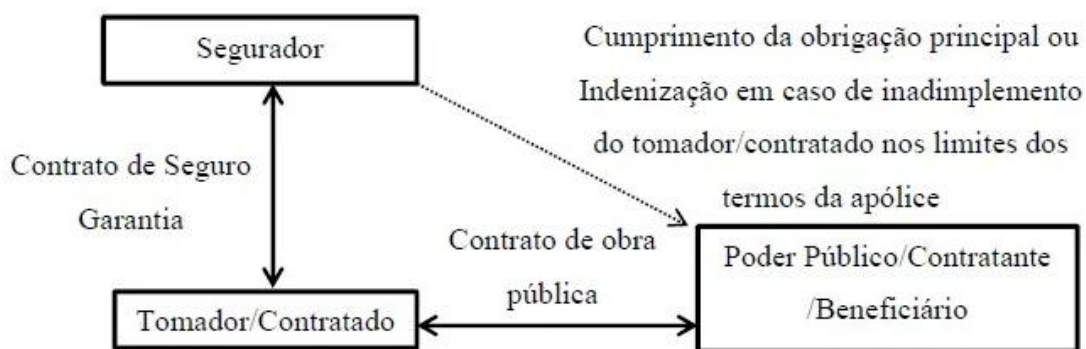 Segurador
Cumprimento da obrigação principal ou
Indenização em caso de inadimplemento
do tomador/contratado nos limites dos
termos da apólice
Contrato de Seguro
Garantia
Contrato de obra
pública
Tomador/Contratado
Poder Público/Contratante
/Beneficiário